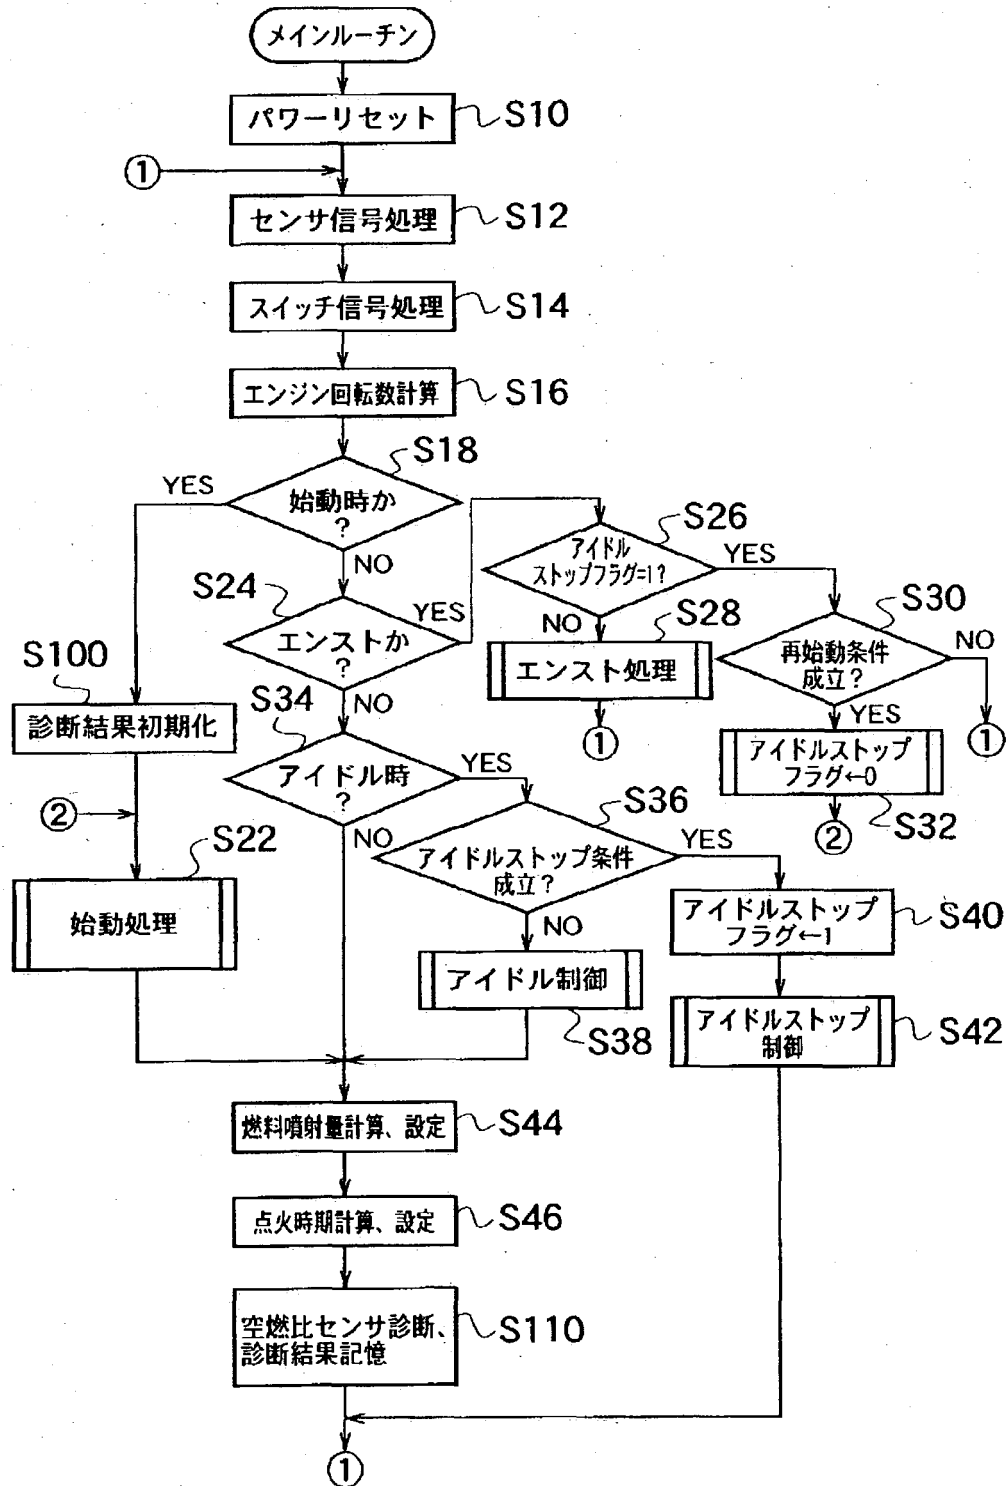 メインルーチン
パワーリセット
S10
①
センサ信号処理
S12
スイッチ信号処理
S14
エンジン回転数計算
S16
S18
YES
始動時か
?
NO
S26
アイドル
ストップフラグ=1?
YES
NO
S24
YES
エンストか
?
NO
S28
エンスト処理
①
S30
再始動条件
成立?
NO
①
YES
アイドルストップ
フラグ←0
S32
②
S100
診断結果初期化
②
S22
始動処理
S34
アイドル時
?
YES
NO
S36
アイドルストップ条件
成立?
YES
NO
アイドル制御
S38
アイドルストップ
フラグ←1
S40
アイドルストップ
制御
S42
燃料噴射量計算、設定
S44
点火時期計算、設定
S46
空燃比センサ診断、
診断結果記憶
S110
①